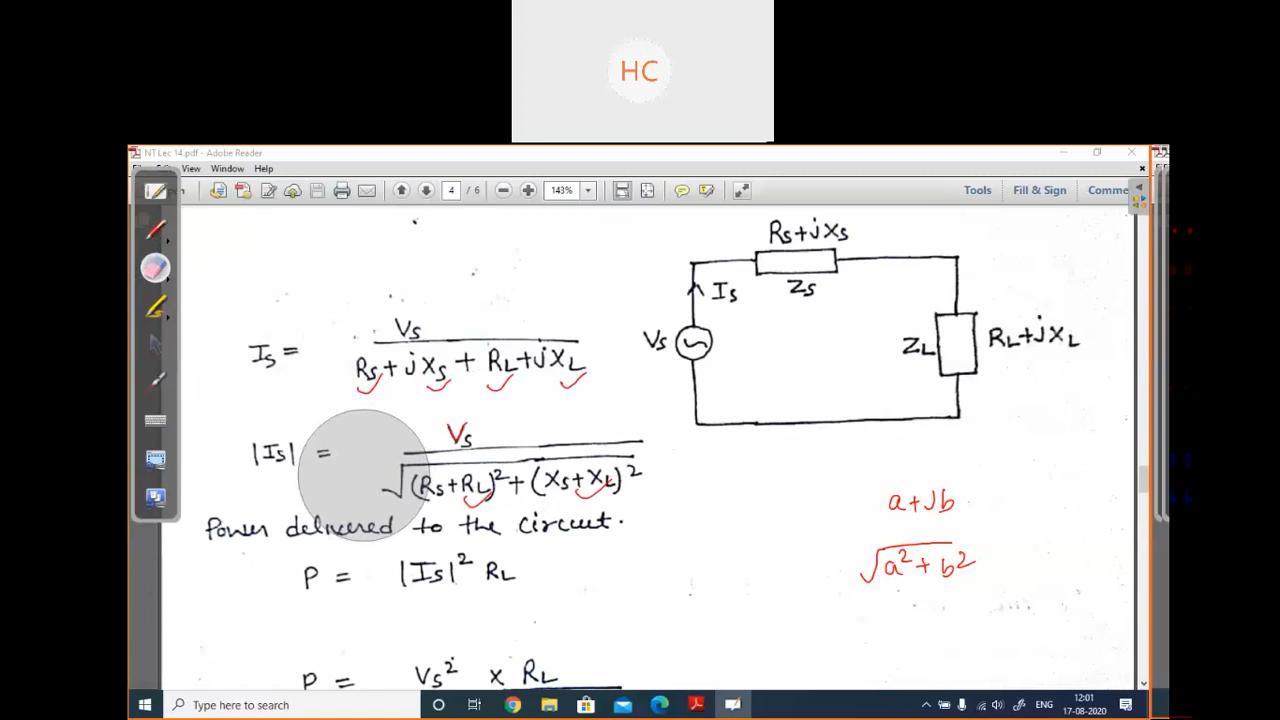 HC
NT Lec 14.pdf - Adobe Reader
View Window Help
4 / 6 143% Tools Fill & Sign Comme
Rs+jXs
Zs
Is
Vs
ZL RL+jXL
Is = Vs
Rs+jXs + RL+jXL
|Is| = Vs
√(Rs+RL)²+(Xs+XL)²
Power delivered to the circuit.
P = |Is|² RL
P = Vs² x RL
a+Jb
√a²+b²
Type here to search
ENG
12:01
17-08-2020